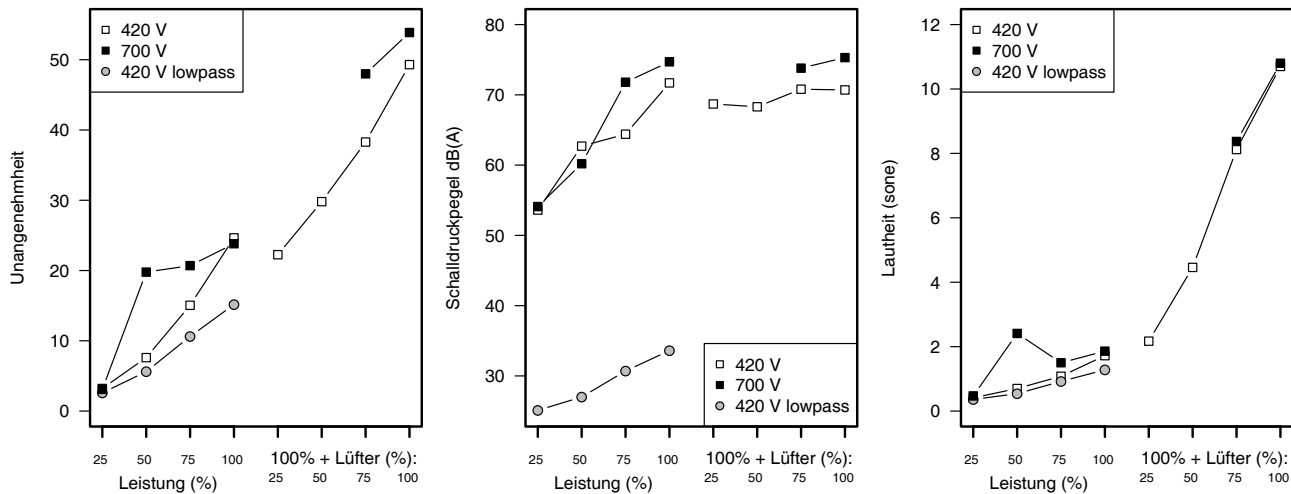 Unangenehmheit
50
40
30
20
10
0
420 V
700 V
420 V lowpass
25 50 75 100 100% + Lüfter (%):
25 50 75 100
Leistung (%)
Schalldruckpegel dB(A)
80
70
60
50
30
420 V
700 V
420 V lowpass
25 50 75 100 100% + Lüfter (%):
25 50 75 100
Leistung (%)
Lautheit (sone)
12
10
8
6
4
2
0
420 V
700 V
420 V lowpass
25 50 75 100 100% + Lüfter (%):
25 50 75 100
Leistung (%)